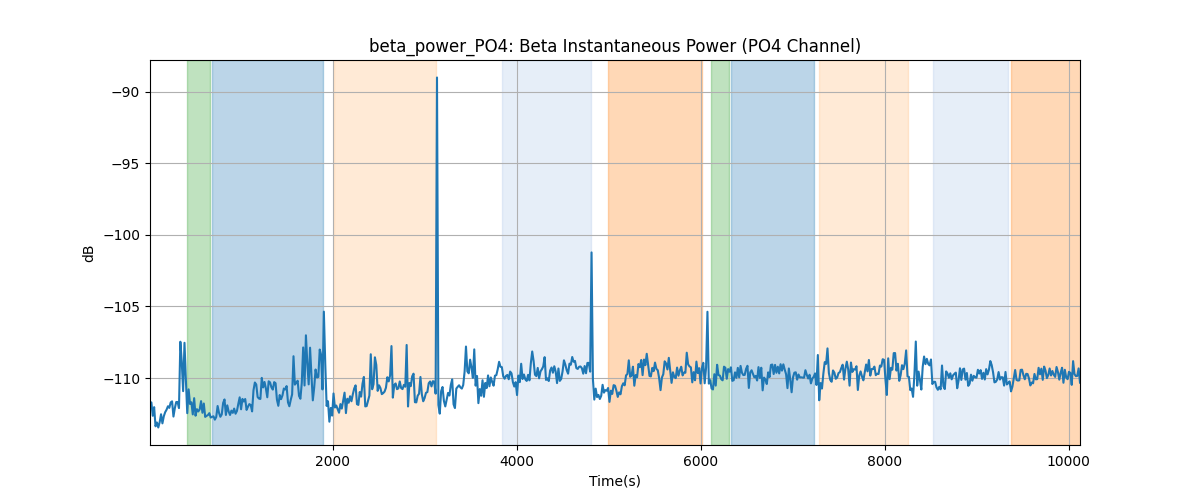 beta_power_PO4: Beta Instantaneous Power (PO4 Channel)
−90
−95
−100
−105
−110
dB
2000 4000 6000 8000 10000
Time(s)